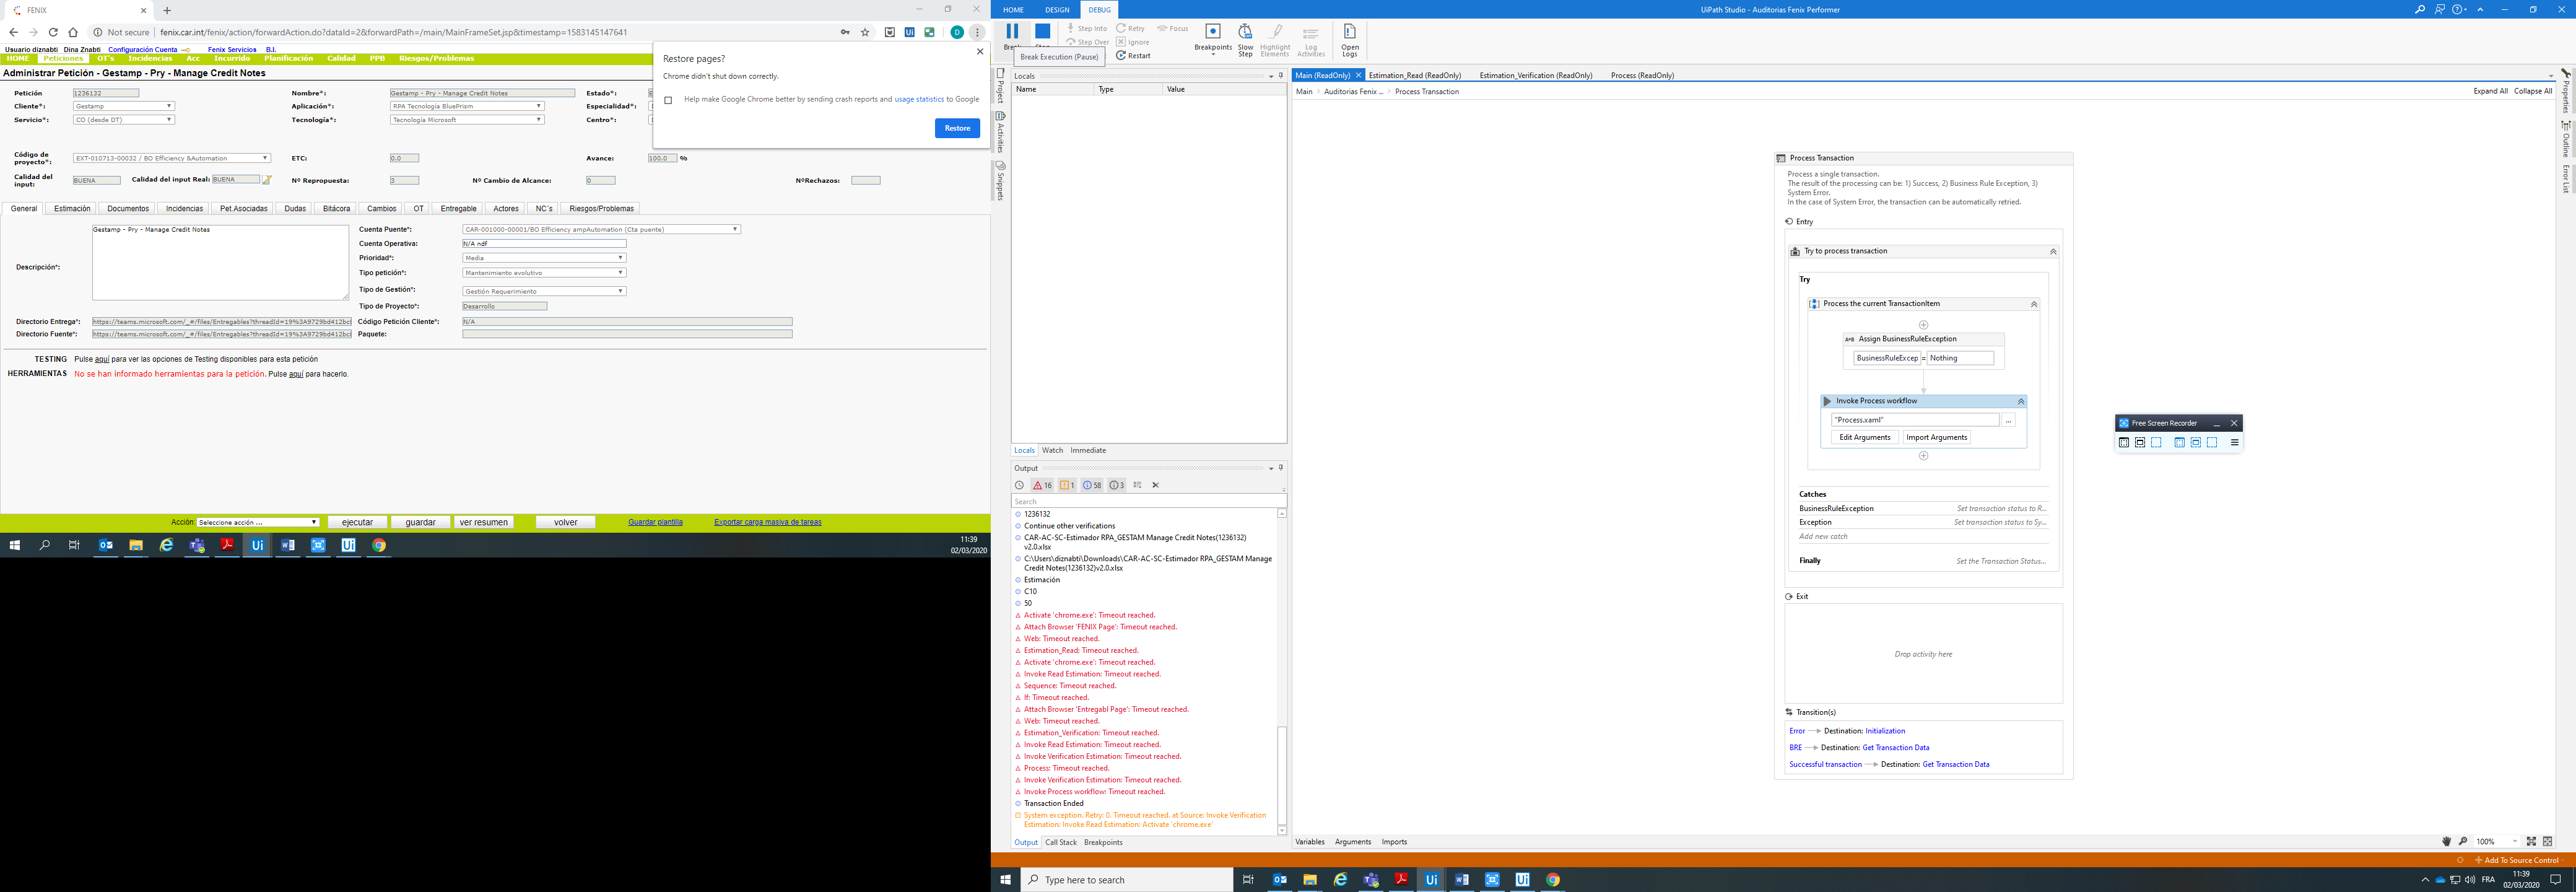 FENIX
Not secure | fenix.car.int/fenix/action/forwardAction.do?dataId=2&forwardPath=/main/MainFrameSet.jsp&timestamp=1583145147641
Usuario diznabti Dina Znabti Configuración Cuenta Fenix Servicios B.I.
HOME Peticiones OT's Incidencias Acc Incurrido Planificación Calidad PPB Riesgos/Problemas
Administrar Petición - Gestamp - Pry - Manage Credit Notes
Petición 1236132 Nombre*: Gestamp - Pry - Manage Credit Notes Estado*:
Cliente*: Gestamp Aplicación*: RPA Tecnología BluePrism Especialidad*:
Servicio*: CO (desde DT) Tecnología*: Tecnología Microsoft Centro*:
Código de proyecto*: EXT-010713-00032 / BO Efficiency &Automation ETC: 0.0 Avance: 100.0 %
Calidad del input: BUENA Calidad del input Real: BUENA Nº Repropuesta: 3 Nº Cambio de Alcance: 0 NºRechazos:
General Estimación Documentos Incidencias Pet.Asociadas Dudas Bitácora Cambios OT Entregable Actores NC's Riesgos/Problemas
Descripción*: Gestamp - Pry - Manage Credit Notes
Cuenta Puente*: CAR-001000-00001/BO Efficiency ampAutomation (Cta puente)
Cuenta Operativa: N/A ndf
Prioridad*: Media
Tipo petición*: Mantenimiento evolutivo
Tipo de Gestión*: Gestión Requerimiento
Tipo de Proyecto*: Desarrollo
Directorio Entrega*: https://teams.microsoft.com/_#/files/Entregables?threadId=19%3A9729bd412bc Código Petición Cliente*: N/A
Directorio Fuente*: https://teams.microsoft.com/_#/files/Entregables?threadId=19%3A9729bd412bc Paquete:
TESTING Pulse aquí para ver las opciones de Testing disponibles para esta petición
HERRAMIENTAS No se han informado herramientas para la petición. Pulse aquí para hacerlo.
Acción: Seleccione acción ... ejecutar guardar ver resumen volver Guardar plantilla Exportar carga masiva de tareas
11:39
02/03/2020
Restore pages?
Chrome didn't shut down correctly.
Help make Google Chrome better by sending crash reports and usage statistics to Google
Restore
HOME DESIGN DEBUG
UiPath Studio - Auditorias Fenix Performer
Break Stop
Step Into Retry Focus
Step Over Ignore
Restart
Breakpoints
Slow Step
Highlight Elements
Log Activities
Open Logs
Break Execution (Pause)
Project
Activities
Snippets
Locals
Name Type Value
Locals Watch Immediate
Output
16 1 58 3
Search
1236132
Continue other verifications
CAR-AC-SC-Estimador RPA_GESTAM Manage Credit Notes(1236132)
v2.0.xlsx
C:\Users\diznabti\Downloads\CAR-AC-SC-Estimador RPA_GESTAM Manage
Credit Notes(1236132)v2.0.xlsx
Estimación
C10
50
Activate 'chrome.exe': Timeout reached.
Attach Browser 'FENIX Page': Timeout reached.
Web: Timeout reached.
Estimation_Read: Timeout reached.
Activate 'chrome.exe': Timeout reached.
Invoke Read Estimation: Timeout reached.
Sequence: Timeout reached.
If: Timeout reached.
Attach Browser 'Entregabl Page': Timeout reached.
Web: Timeout reached.
Estimation_Verification: Timeout reached.
Invoke Read Estimation: Timeout reached.
Invoke Verification Estimation: Timeout reached.
Process: Timeout reached.
Invoke Verification Estimation: Timeout reached.
Invoke Process workflow: Timeout reached.
Transaction Ended
System exception. Retry: 0. Timeout reached. at Source: Invoke Verification
Estimation: Invoke Read Estimation: Activate 'chrome.exe'
Output Call Stack Breakpoints
Main (ReadOnly) Estimation_Read (ReadOnly) Estimation_Verification (ReadOnly) Process (ReadOnly)
Main > Auditorias Fenix ... > Process Transaction
Expand All Collapse All
Process Transaction
Process a single transaction.
The result of the processing can be: 1) Success, 2) Business Rule Exception, 3)
System Error.
In the case of System Error, the transaction can be automatically retried.
Entry
Try to process transaction
Try
Process the current TransactionItem
A+B Assign BusinessRuleException
BusinessRuleExcep = Nothing
Invoke Process workflow
"Process.xaml" ...
Edit Arguments Import Arguments
Catches
BusinessRuleException Set transaction status to R...
Exception Set transaction status to Sy...
Add new catch
Finally Set the Transaction Status...
Exit
Drop activity here
Transition(s)
Error Destination: Initialization
BRE Destination: Get Transaction Data
Successful transaction Destination: Get Transaction Data
Variables Arguments Imports
100%
Add To Source Control
Properties
Outline
Error List
Free Screen Recorder
Type here to search
FRA
11:39
02/03/2020